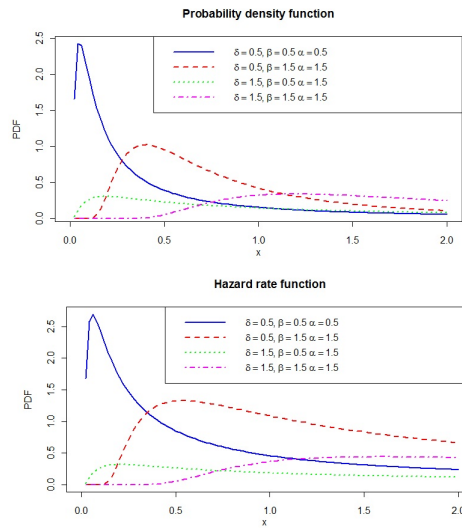 Probability density function
PDF
2.5
2.0
1.5
1.0
0.5
0.0
δ = 0.5, β = 0.5 α = 0.5
δ = 0.5, β = 1.5 α = 1.5
δ = 1.5, β = 0.5 α = 1.5
δ = 1.5, β = 1.5 α = 1.5
0.0 0.5 1.0 1.5 2.0
x
Hazard rate function
PDF
2.5
2.0
1.5
1.0
0.5
0.0
δ = 0.5, β = 0.5 α = 0.5
δ = 0.5, β = 1.5 α = 1.5
δ = 1.5, β = 0.5 α = 1.5
δ = 1.5, β = 1.5 α = 1.5
0.0 0.5 1.0 1.5 2.0
x